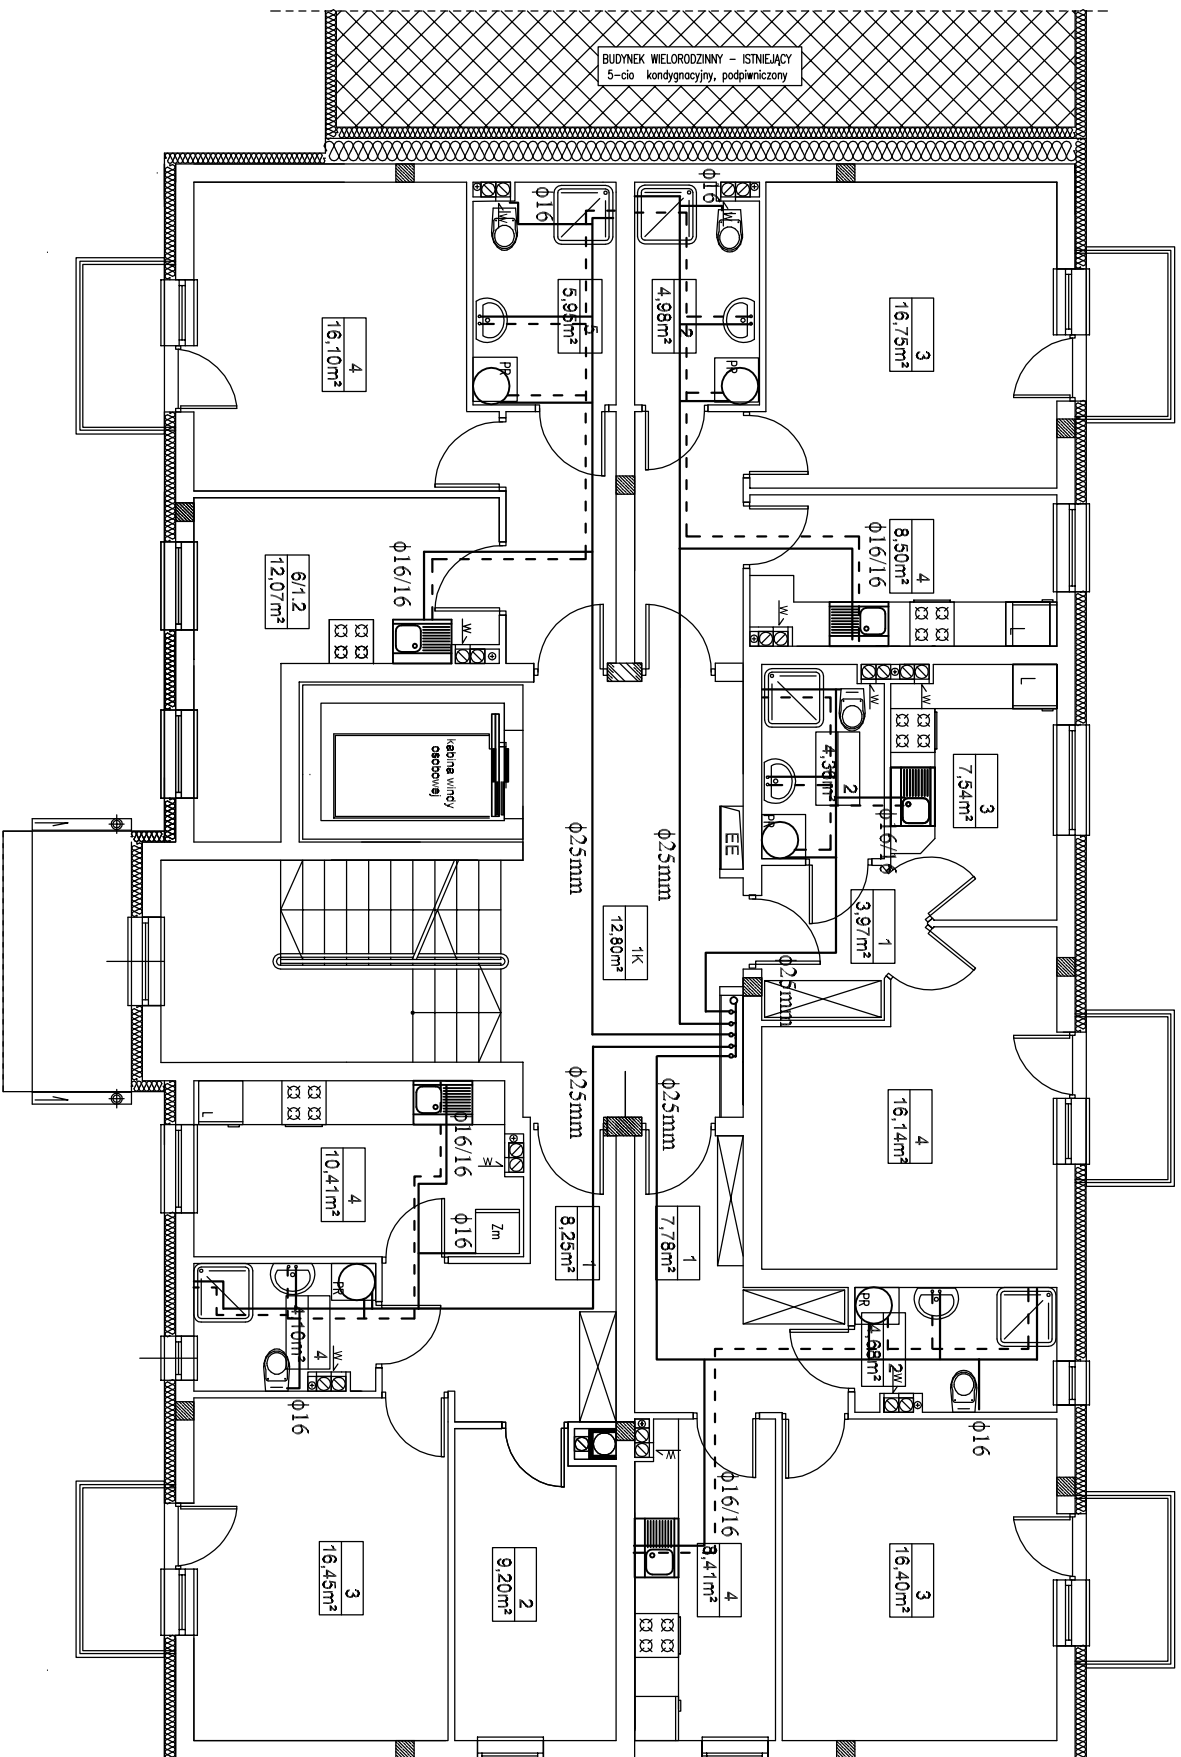 BUDYNEK WIELORODZINNY – ISTNIEJĄCY
5-cio kondygnacyjny, podpiwniczony
ϕ16
ϕ16
W
W
5
5,95m²
2
4,98m²
3
16,75m²
4
16,10m²
PR
PR
6/1.2
12,07m²
ϕ16/16
ϕ16/16
4
8,50m²
W
W
L
L
W
W
kabina windy
osobowej
2
4,38m²
3
7,54m²
PR
EE
ϕ25mm
ϕ25mm
1K
12,80m²
1
3,97m²
ϕ25mm
ϕ25mm
ϕ25mm
4
16,14m²
L
ϕ16/16
W
4
10,41m²
ϕ16
Zm
1
8,25m²
1
7,78m²
PR
PR
4
W
2
4,68m²
W
ϕ16
ϕ16
W
ϕ16/16
3
16,45m²
2
9,20m²
4
3
16,40m²